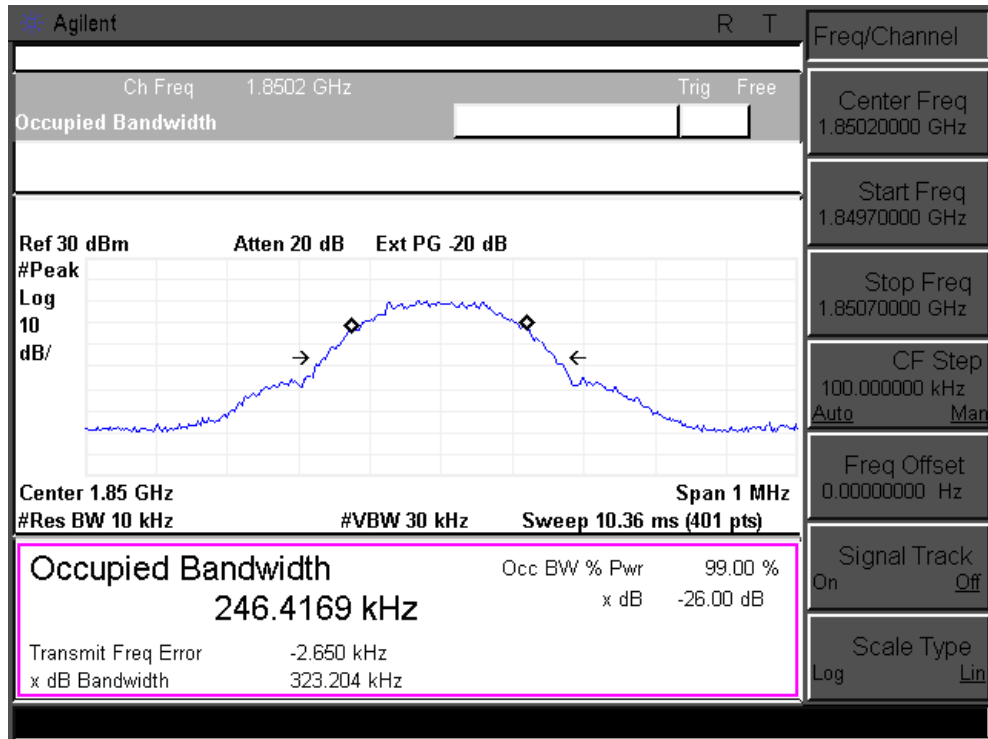 Agilent R T
Ch Freq 1.8502 GHz Trig Free
Occupied Bandwidth
Ref 30 dBm Atten 20 dB Ext PG -20 dB
#Peak
Log
10
dB/
Center 1.85 GHz Span 1 MHz
#Res BW 10 kHz #VBW 30 kHz Sweep 10.36 ms (401 pts)
Occupied Bandwidth
246.4169 kHz
Occ BW % Pwr 99.00 %
x dB -26.00 dB
Transmit Freq Error -2.650 kHz
x dB Bandwidth 323.204 kHz
Freq/Channel
Center Freq
1.85020000 GHz
Start Freq
1.84970000 GHz
Stop Freq
1.85070000 GHz
CF Step
100.000000 kHz
Auto Man
Freq Offset
0.00000000 Hz
Signal Track
On Off
Scale Type
Log Lin